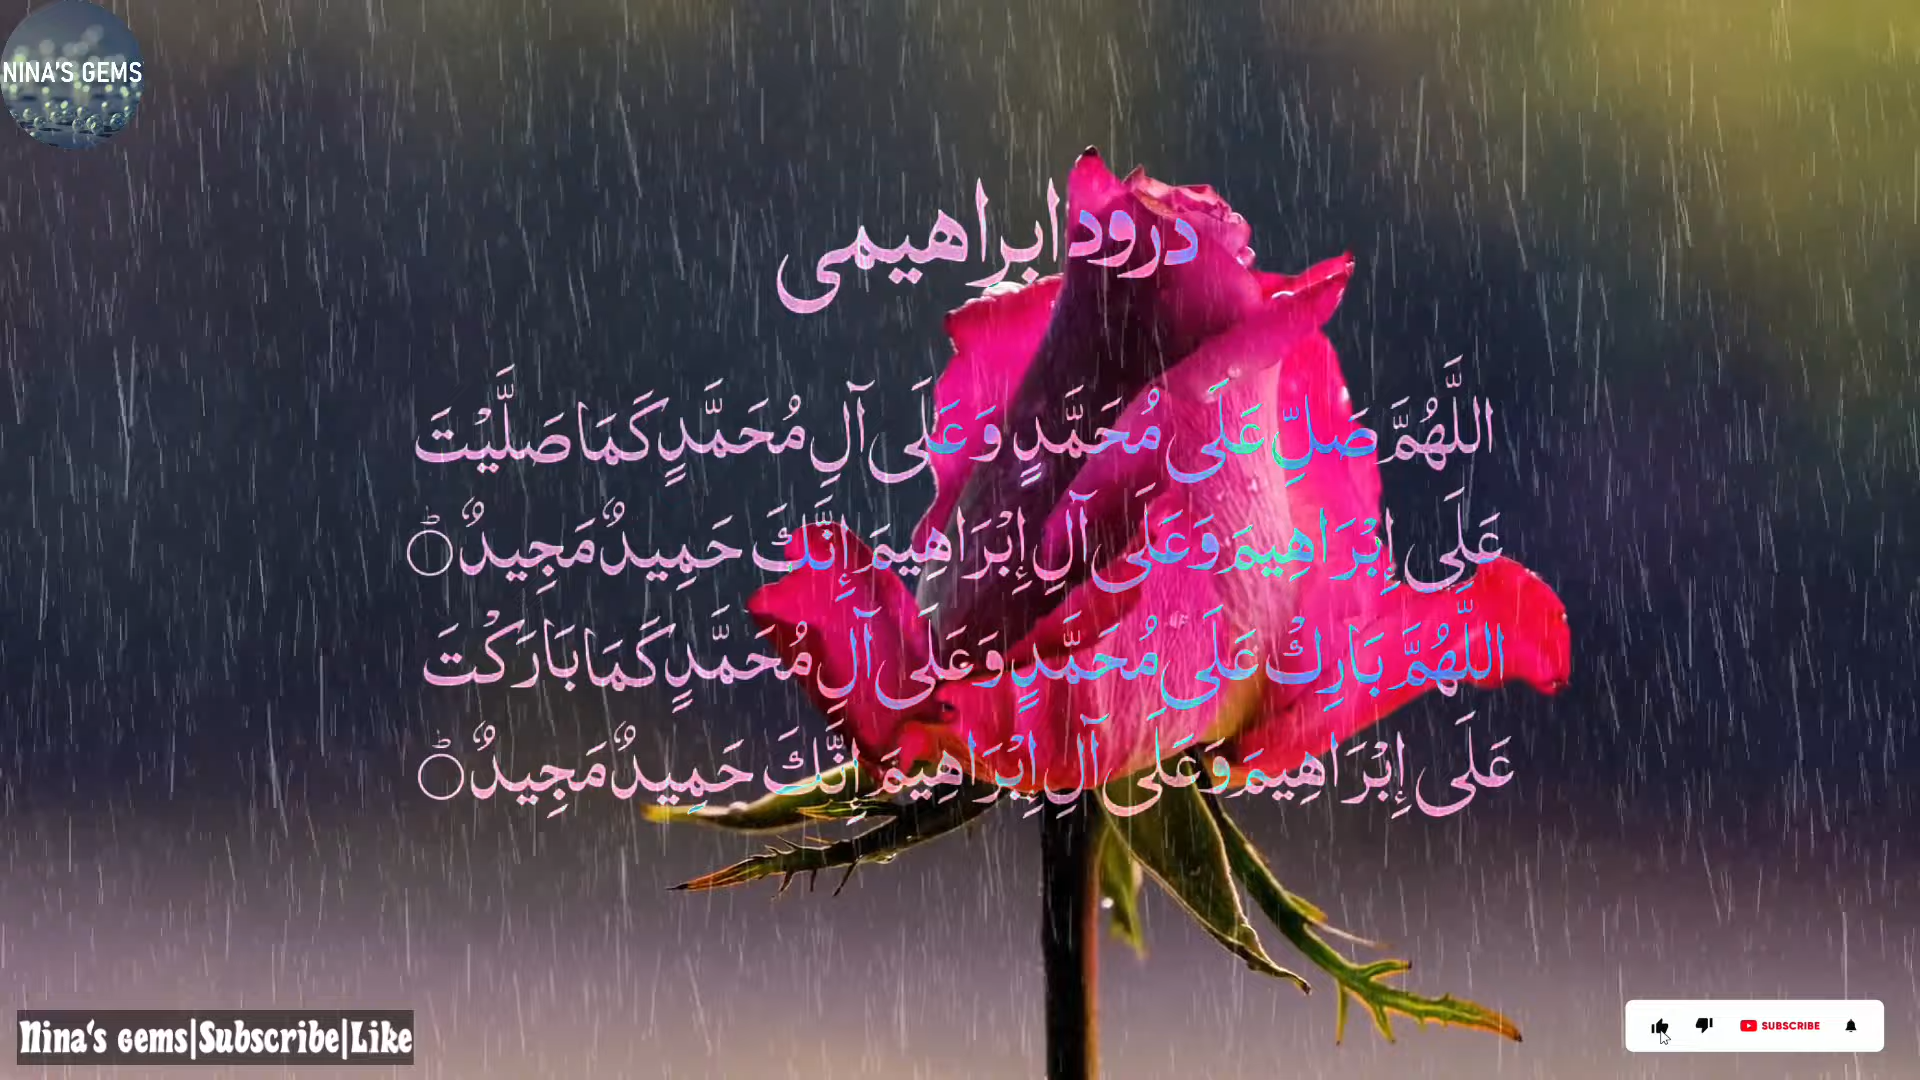 NINA'S GEMS
درود ابراهیمی
اللَّهُمَّ صَلِّ عَلَى مُحَمَّدٍ وَعَلَى آلِ مُحَمَّدٍ كَمَا صَلَّيْتَ
عَلَى إِبْرَاهِيمَ وَعَلَى آلِ إِبْرَاهِيمَ إِنَّكَ حَمِيدٌ مَجِيدٌ
اللَّهُمَّ بَارِكْ عَلَى مُحَمَّدٍ وَعَلَى آلِ مُحَمَّدٍ كَمَا بَارَكْتَ
عَلَى إِبْرَاهِيمَ وَعَلَى آلِ إِبْرَاهِيمَ إِنَّكَ حَمِيدٌ مَجِيدٌ
Nina's gems|Subscribe|Like
SUBSCRIBE